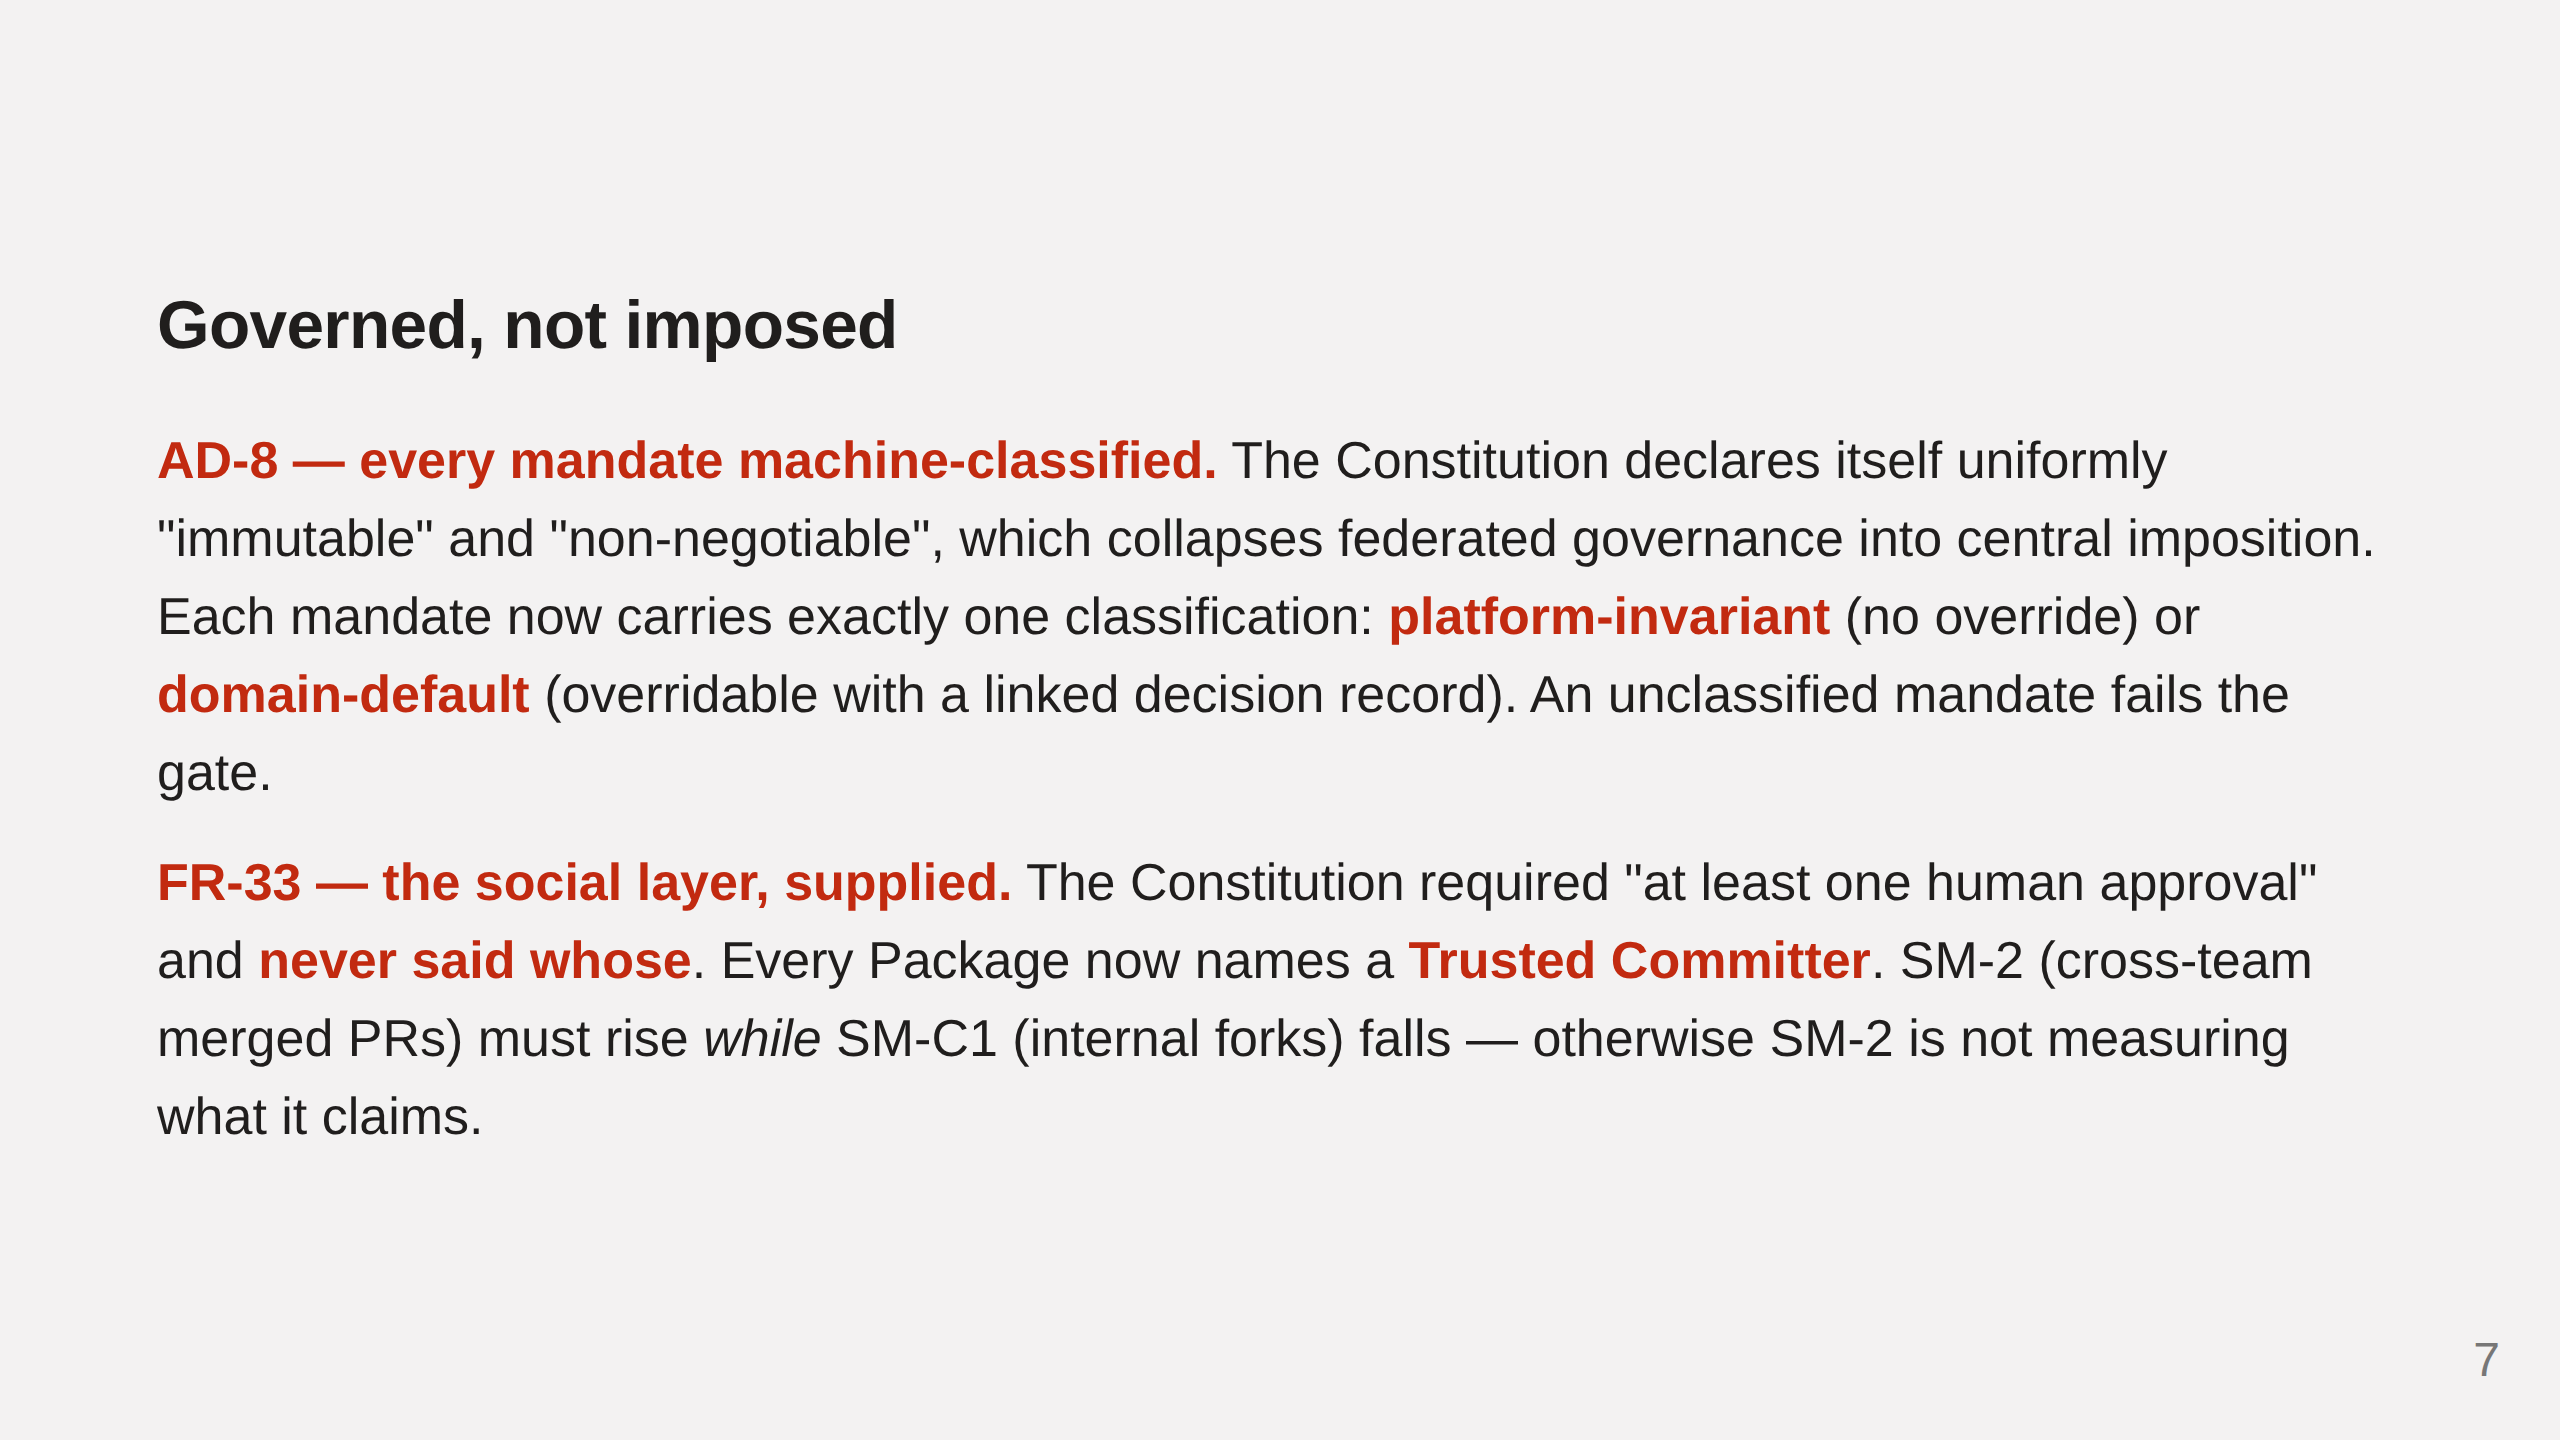 Governed, not imposed
AD-8 — every mandate machine-classified. The Constitution declares itself uniformly
"immutable" and "non-negotiable", which collapses federated governance into central imposition.
Each mandate now carries exactly one classification: platform-invariant (no override) or
domain-default (overridable with a linked decision record). An unclassified mandate fails the
gate.
FR-33 — the social layer, supplied. The Constitution required "at least one human approval"
and never said whose. Every Package now names a Trusted Committer. SM-2 (cross-team
merged PRs) must rise while SM-C1 (internal forks) falls — otherwise SM-2 is not measuring
what it claims.
7